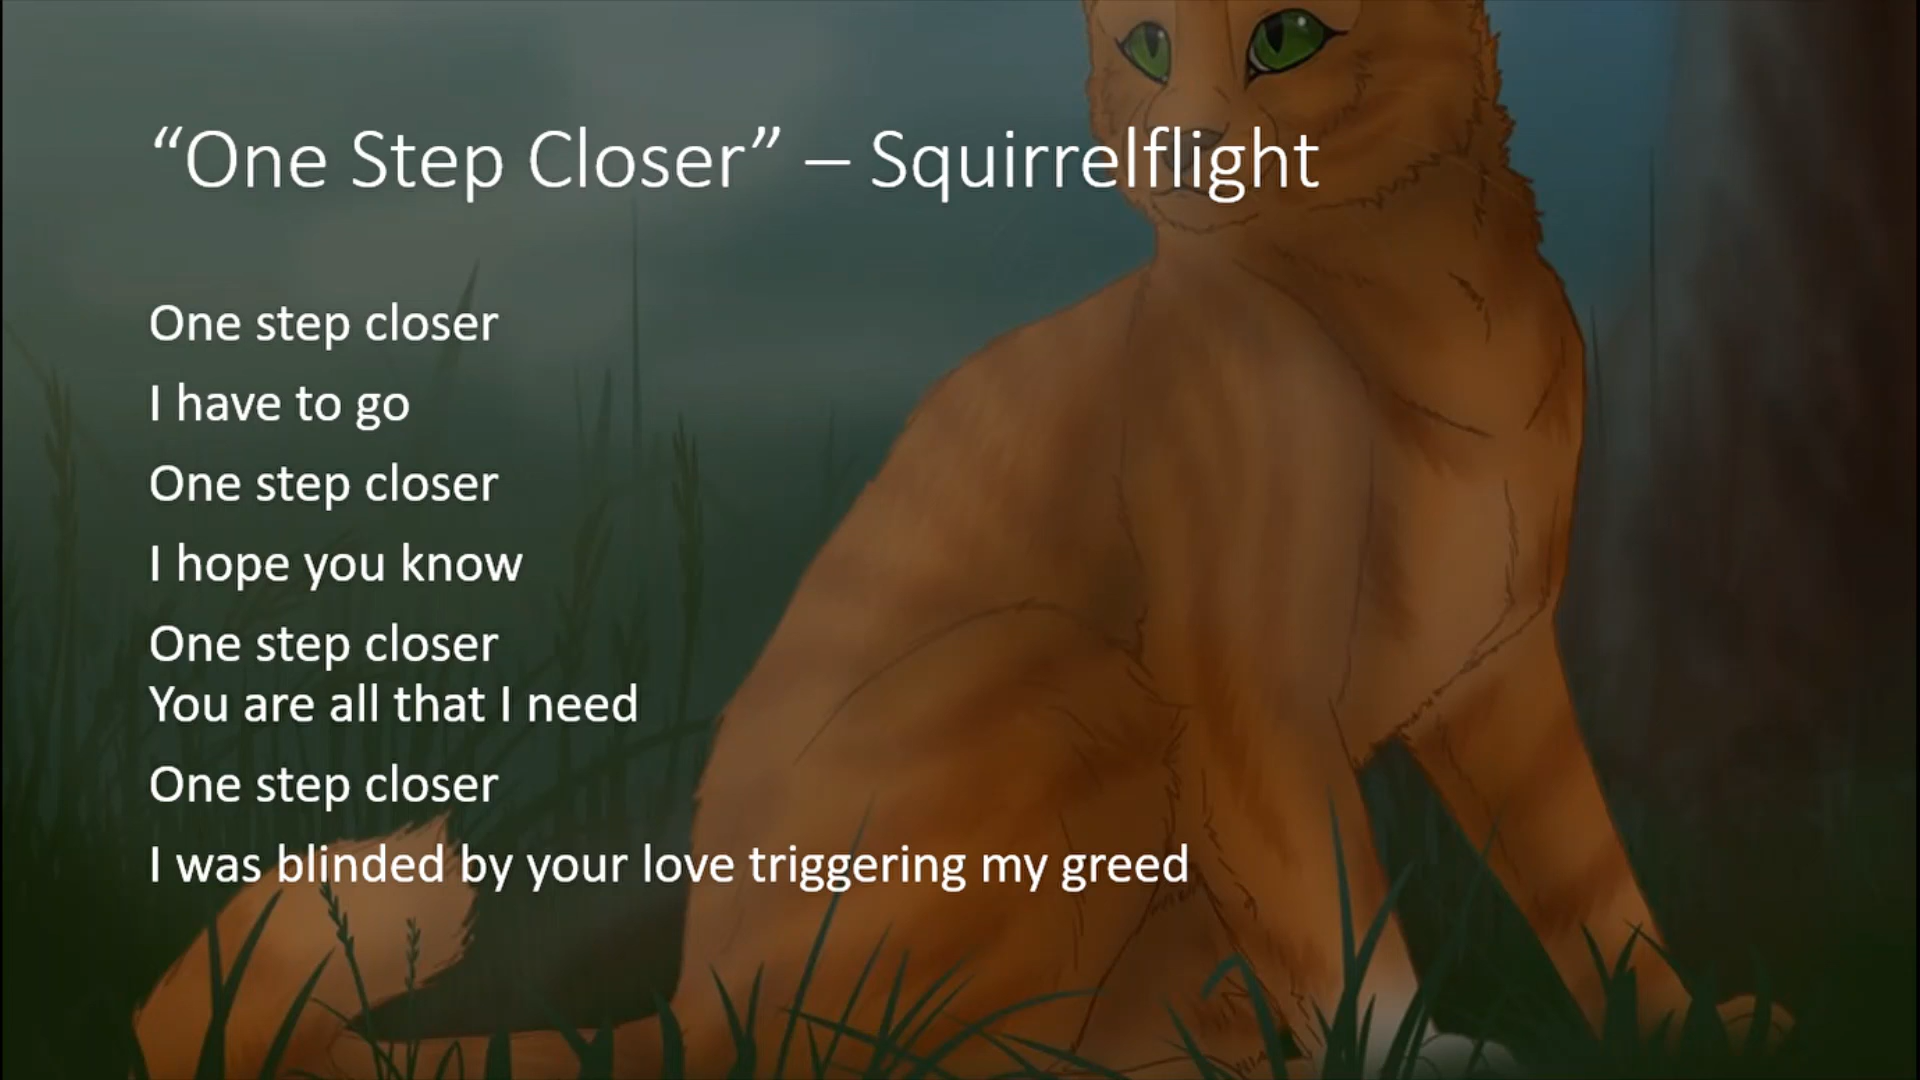 “One Step Closer” – Squirrelflight
One step closer
I have to go
One step closer
I hope you know
One step closer
You are all that I need
One step closer
I was blinded by your love triggering my greed